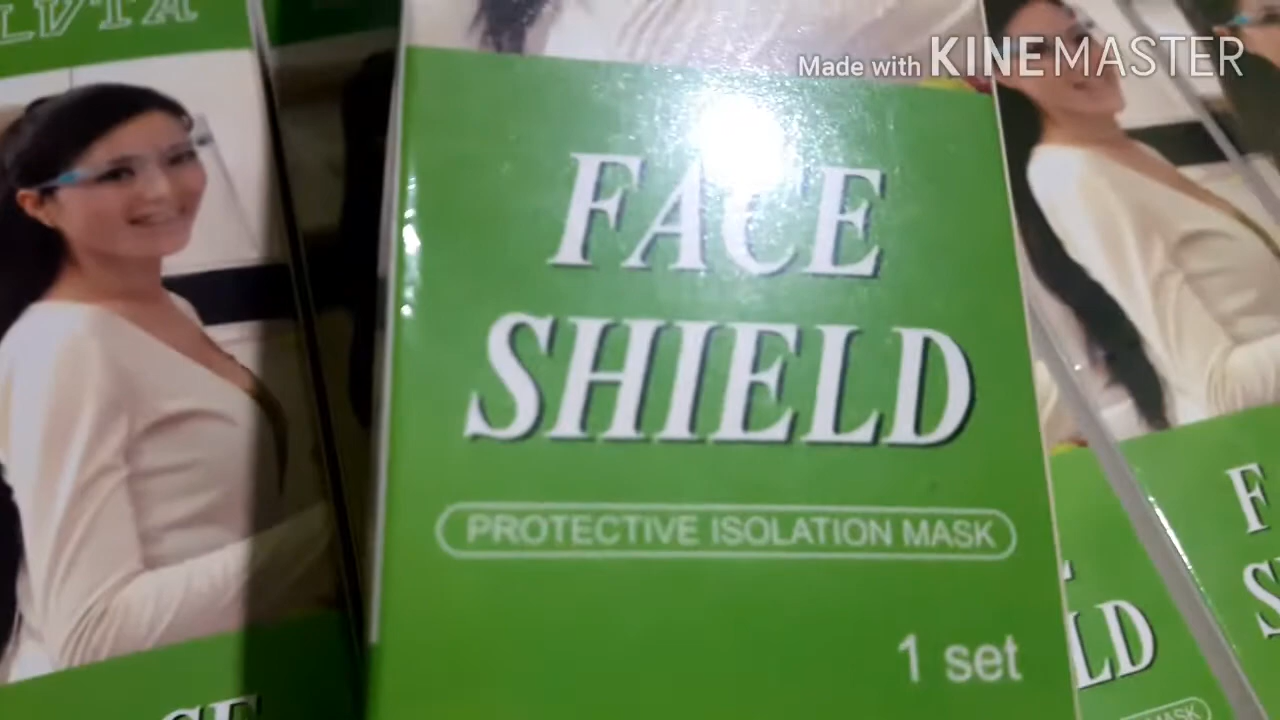 Made with KINEMASTER
FACE
SHIELD
PROTECTIVE ISOLATION MASK
1 set